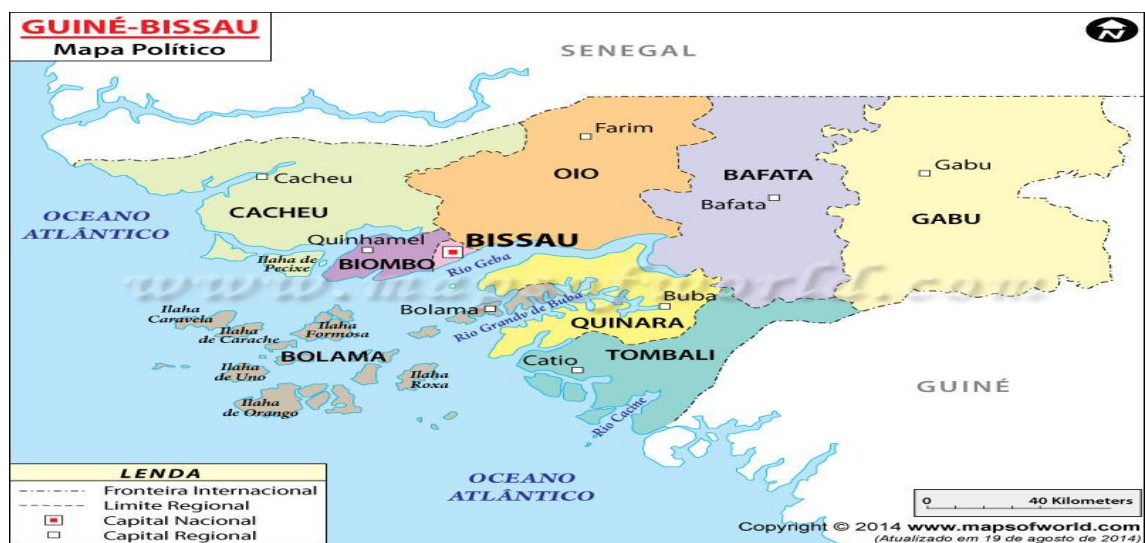 GUINÉ-BISSAU
Mapa Político
N
SENEGAL
Farim
OIO
Cacheu
CACHEU
BAFATA
Bafata
Gabu
GABU
OCEANO
ATLÂNTICO
Quinhamel
BIOMBO
BISSAU
Ilaha de
Pecixe
Rio Geba
www.mapsofworld.com
Ilaha
Caravela
Ilaha
de Carache
Ilaha
Formosa
Bolama
Rio Grandv de Buba
Buba
QUINARA
BOLAMA
Ilaha
de Uno
Ilaha
Roxa
Ilaha
de Orango
Catio
TOMBALI
Rio Cacine
GUINÉ
OCEANO
ATLÂNTICO
LENDA
Fronteira Internacional
Limite Regional
Capital Nacional
Capital Regional
0 40 Kilometers
Copyright © 2014 www.mapsofworld.com
(Atualizado em 19 de agosto de 2014)